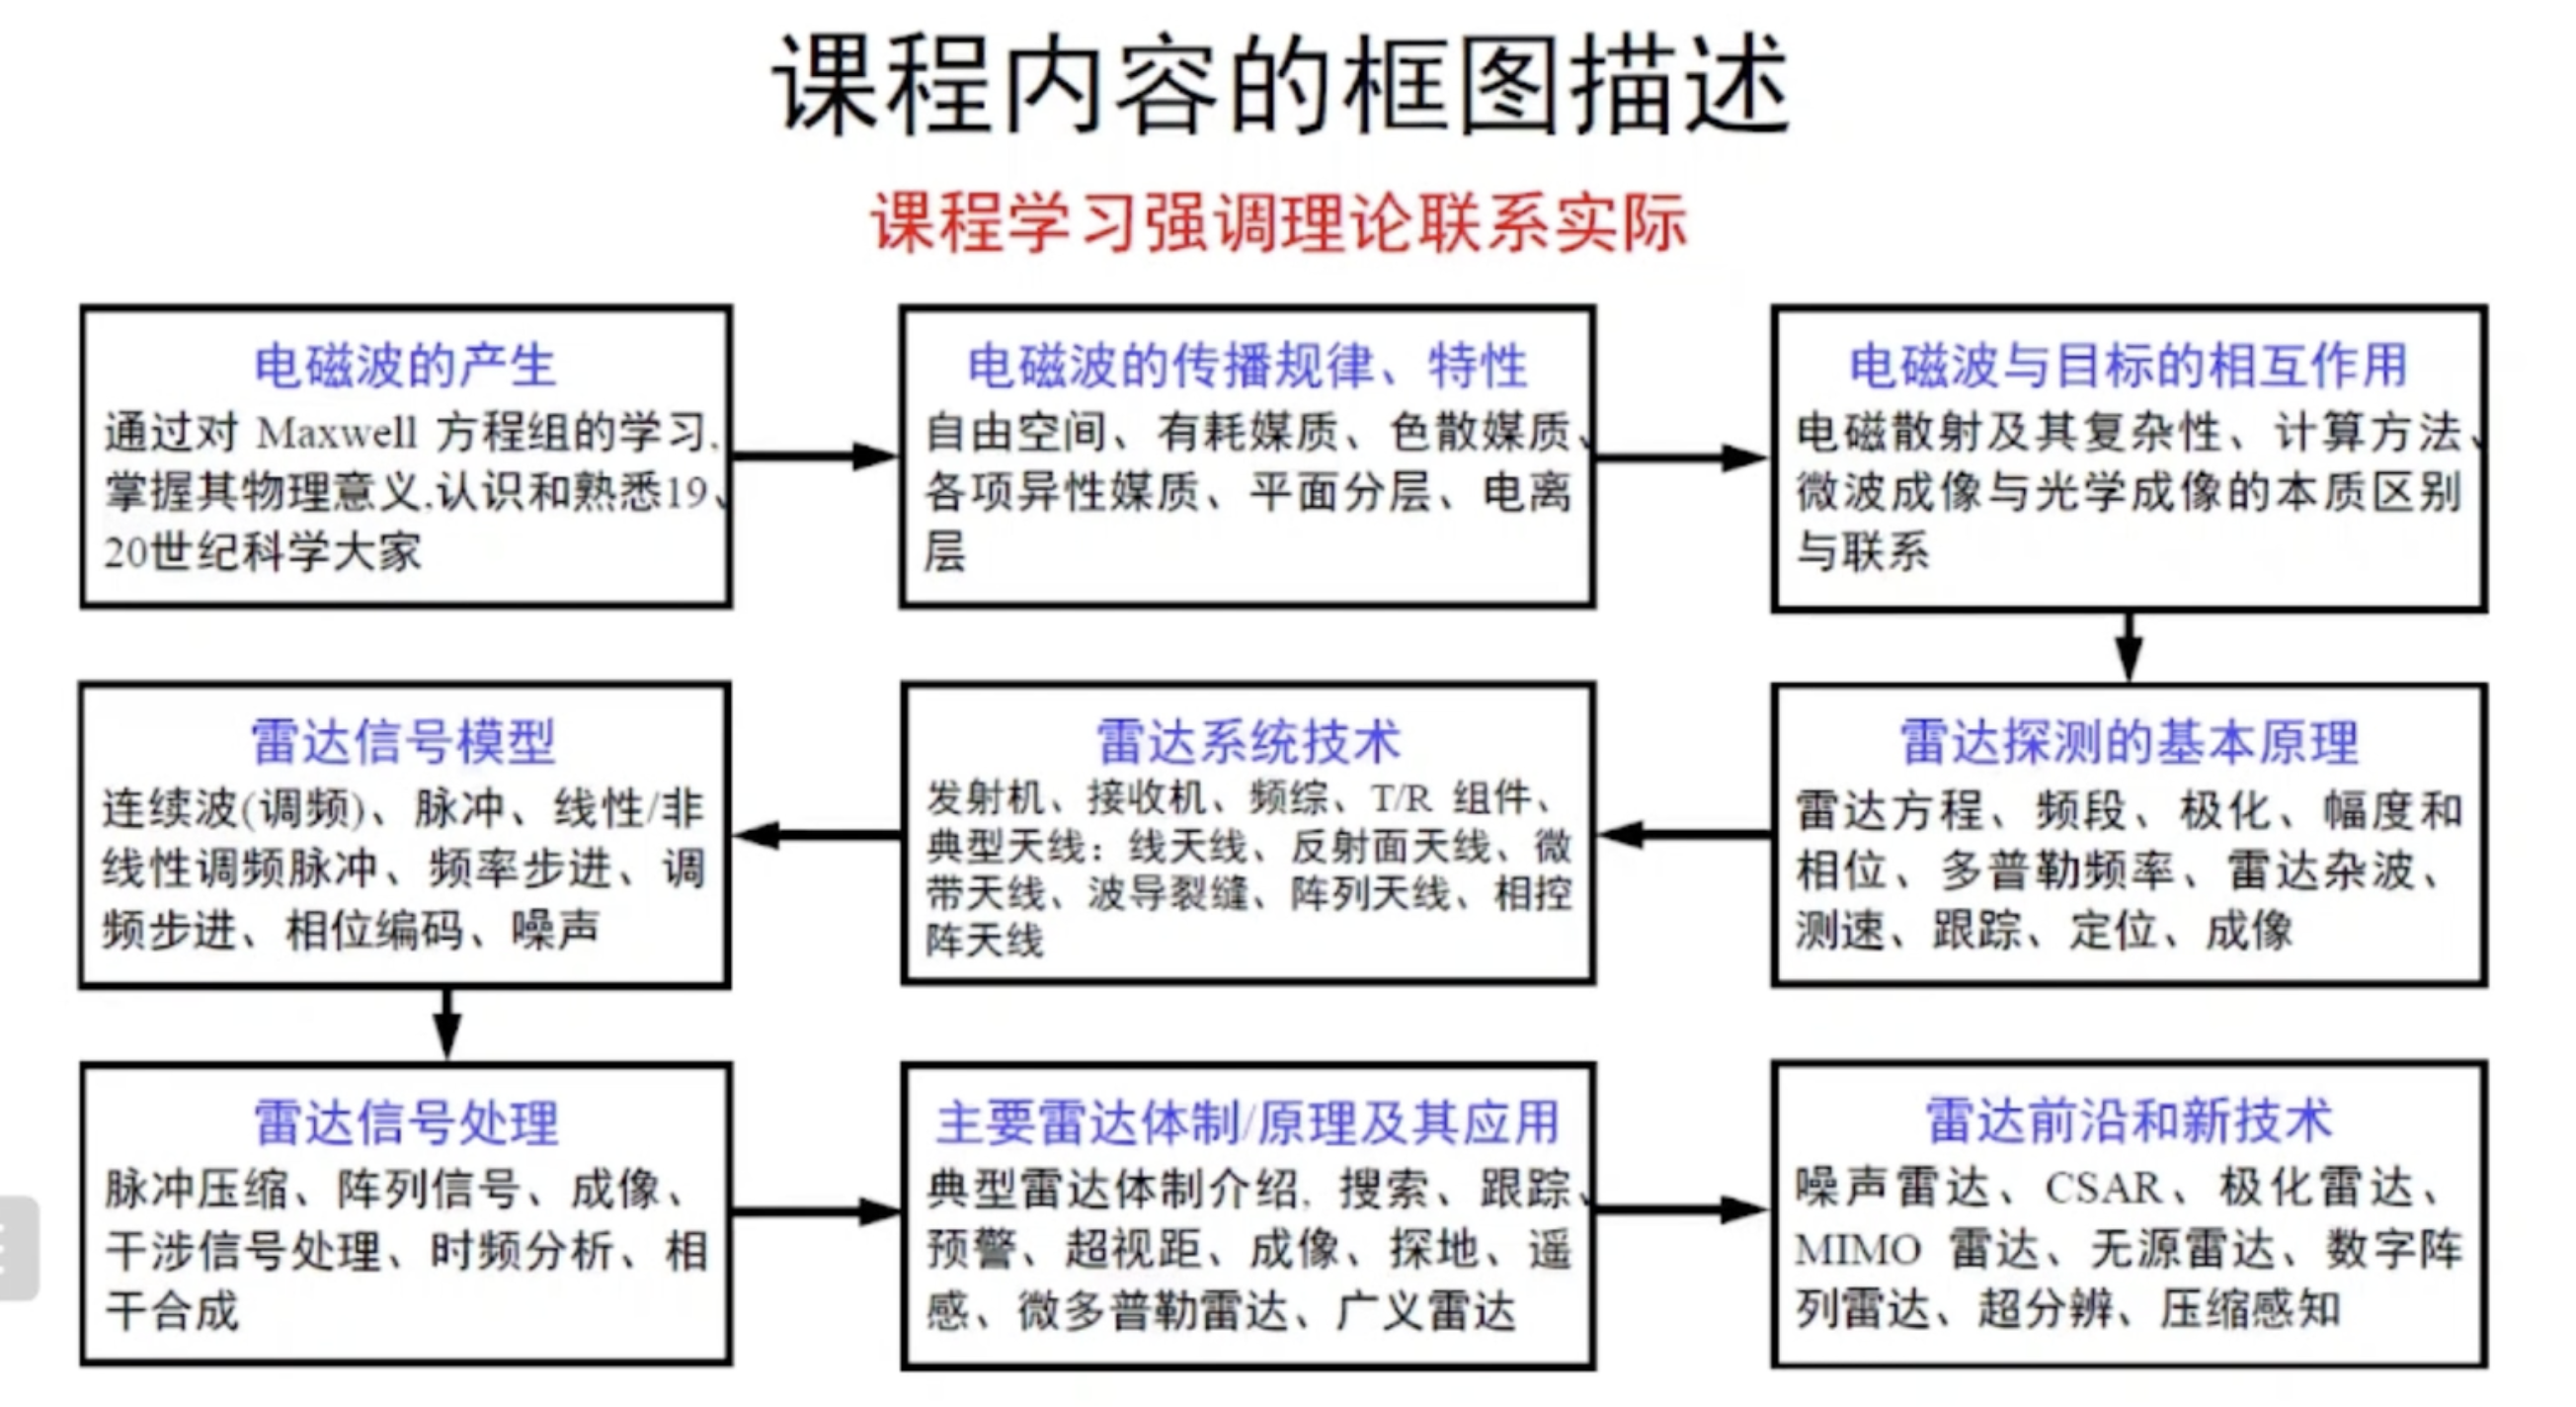 课程内容的框图描述
课程学习强调理论联系实际
电磁波的产生
通过对 Maxwell 方程组的学习,
掌握其物理意义,认识和熟悉19、
20世纪科学大家
电磁波的传播规律、特性
自由空间、有耗媒质、色散媒质、
各项异性媒质、平面分层、电离
层
电磁波与目标的相互作用
电磁散射及其复杂性、计算方法、
微波成像与光学成像的本质区别
与联系
雷达探测的基本原理
雷达方程、频段、极化、幅度和
相位、多普勒频率、雷达杂波、
测速、跟踪、定位、成像
雷达系统技术
发射机、接收机、频综、T/R 组件、
典型天线：线天线、反射面天线、微
带天线、波导裂缝、阵列天线、相控
阵天线
雷达信号模型
连续波(调频)、脉冲、线性/非
线性调频脉冲、频率步进、调
频步进、相位编码、噪声
雷达信号处理
脉冲压缩、阵列信号、成像、
干涉信号处理、时频分析、相
干合成
主要雷达体制/原理及其应用
典型雷达体制介绍, 搜索、跟踪、
预警、超视距、成像、探地、遥
感、微多普勒雷达、广义雷达
雷达前沿和新技术
噪声雷达、CSAR、极化雷达、
MIMO 雷达、无源雷达、数字阵
列雷达、超分辨、压缩感知